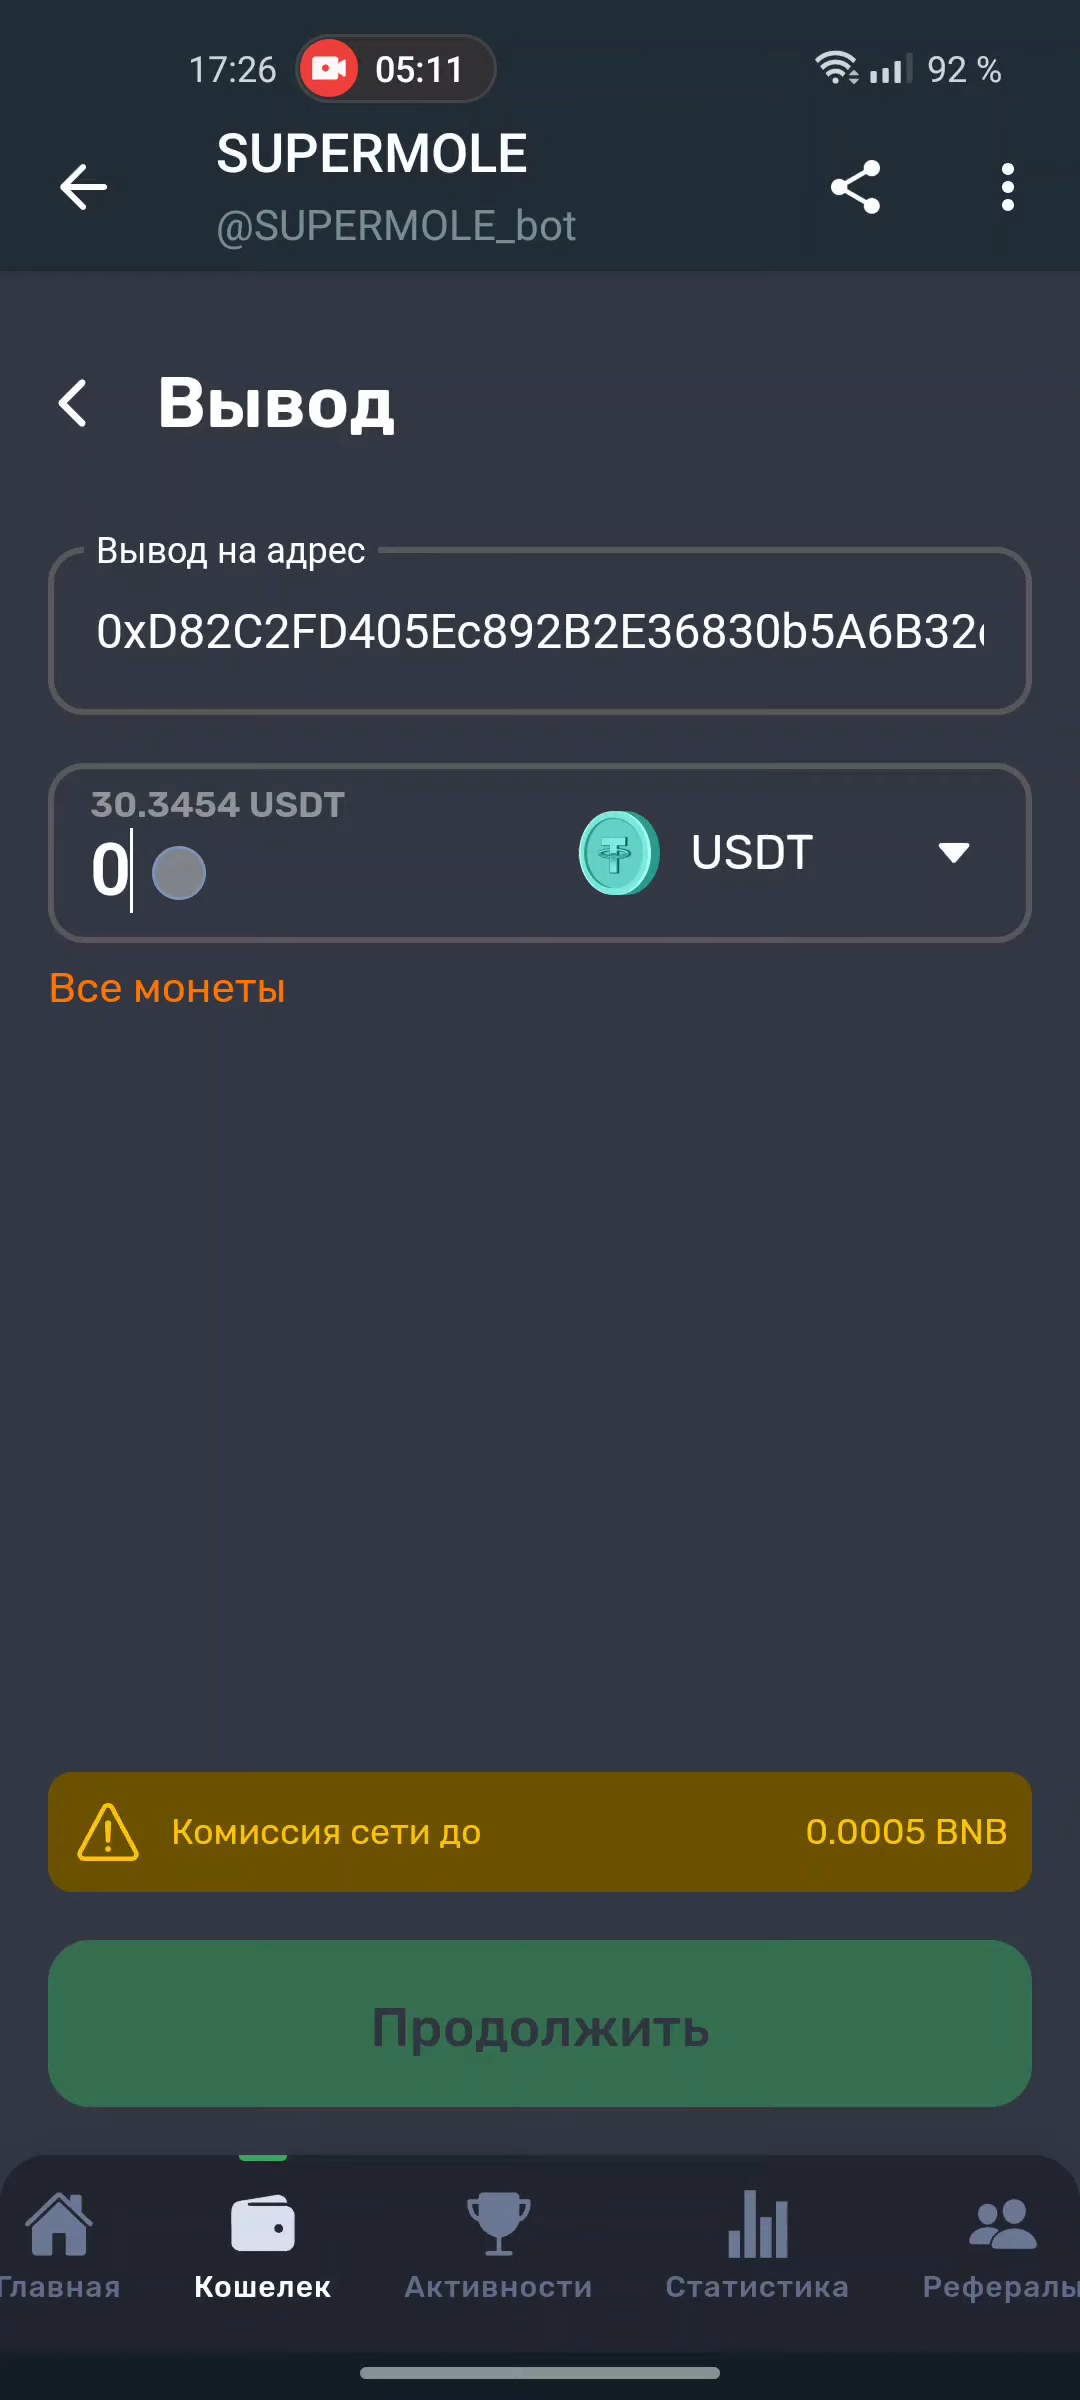 17:26 05:11 92 %
SUPERMOLE
@SUPERMOLE_bot
Вывод
Вывод на адрес
0xD82C2FD405Ec892B2E36830b5A6B32
30.3454 USDT
0 USDT
Все монеты
Комиссия сети до 0.0005 BNB
Продолжить
Главная Кошелек Активности Статистика Рефералы